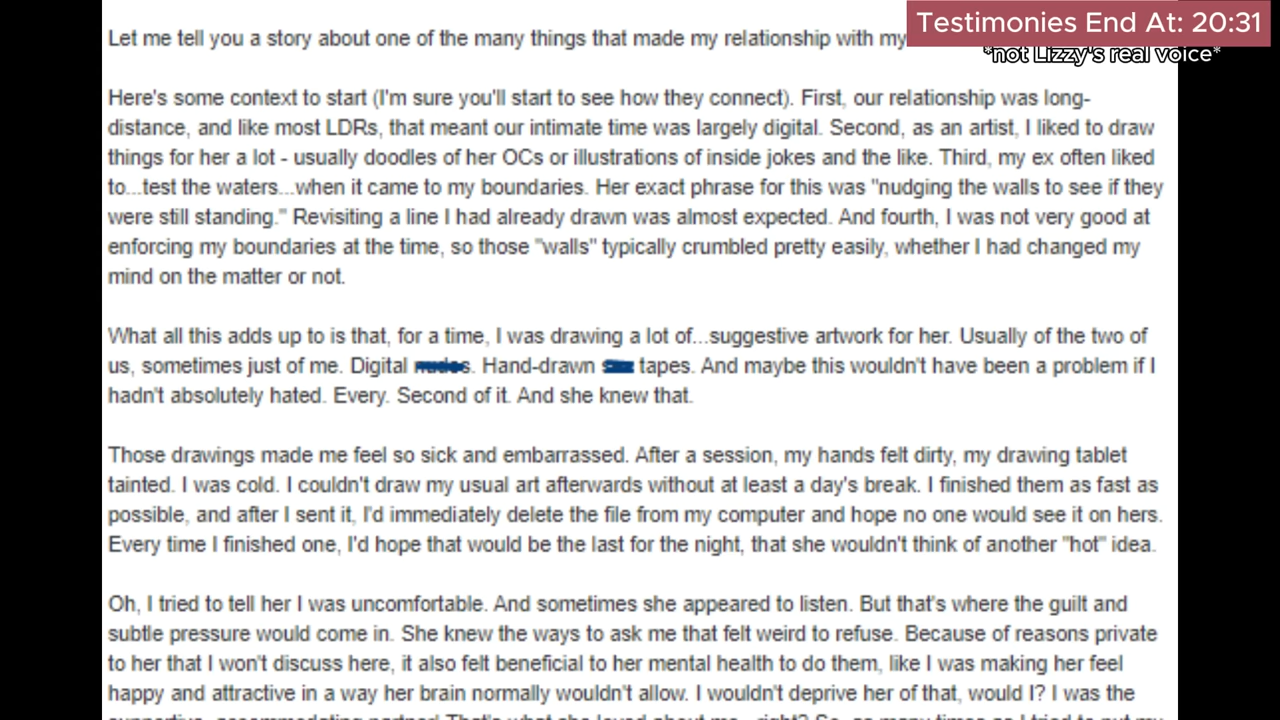 Testimonies End At: 20:31
*not Lizzy's real voice*
Let me tell you a story about one of the many things that made my relationship with my
Here's some context to start (I'm sure you'll start to see how they connect). First, our relationship was long-
distance, and like most LDRs, that meant our intimate time was largely digital. Second, as an artist, I liked to draw
things for her a lot - usually doodles of her OCs or illustrations of inside jokes and the like. Third, my ex often liked
to...test the waters...when it came to my boundaries. Her exact phrase for this was "nudging the walls to see if they
were still standing." Revisiting a line I had already drawn was almost expected. And fourth, I was not very good at
enforcing my boundaries at the time, so those "walls" typically crumbled pretty easily, whether I had changed my
mind on the matter or not.
What all this adds up to is that, for a time, I was drawing a lot of...suggestive artwork for her. Usually of the two of
us, sometimes just of me. Digital . Hand-drawn tapes. And maybe this wouldn't have been a problem if I
hadn't absolutely hated. Every. Second of it. And she knew that.
Those drawings made me feel so sick and embarrassed. After a session, my hands felt dirty, my drawing tablet
tainted. I was cold. I couldn't draw my usual art afterwards without at least a day's break. I finished them as fast as
possible, and after I sent it, I'd immediately delete the file from my computer and hope no one would see it on hers.
Every time I finished one, I'd hope that would be the last for the night, that she wouldn't think of another "hot" idea.
Oh, I tried to tell her I was uncomfortable. And sometimes she appeared to listen. But that's where the guilt and
subtle pressure would come in. She knew the ways to ask me that felt weird to refuse. Because of reasons private
to her that I won't discuss here, it also felt beneficial to her mental health to do them, like I was making her feel
happy and attractive in a way her brain normally wouldn't allow. I wouldn't deprive her of that, would I? I was the